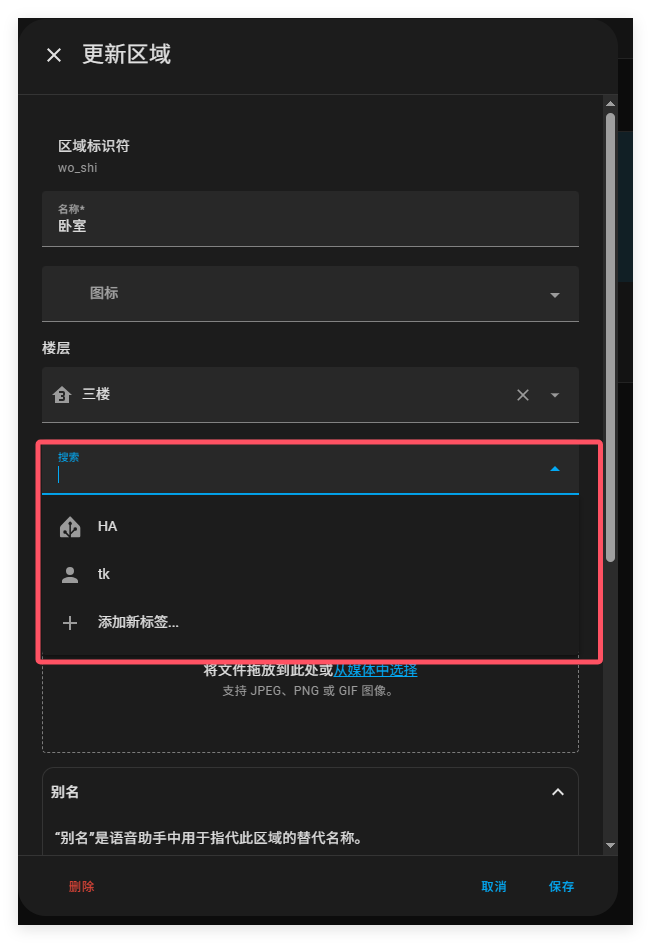 更新区域
区域标识符
wo_shi
名称*
卧室
图标
楼层
3 三楼
搜索
HA
tk
添加新标签...
将文件拖放到此处或从媒体中选择
支持 JPEG、PNG 或 GIF 图像。
别名
“别名”是语音助手中用于指代此区域的替代名称。
删除 取消 保存